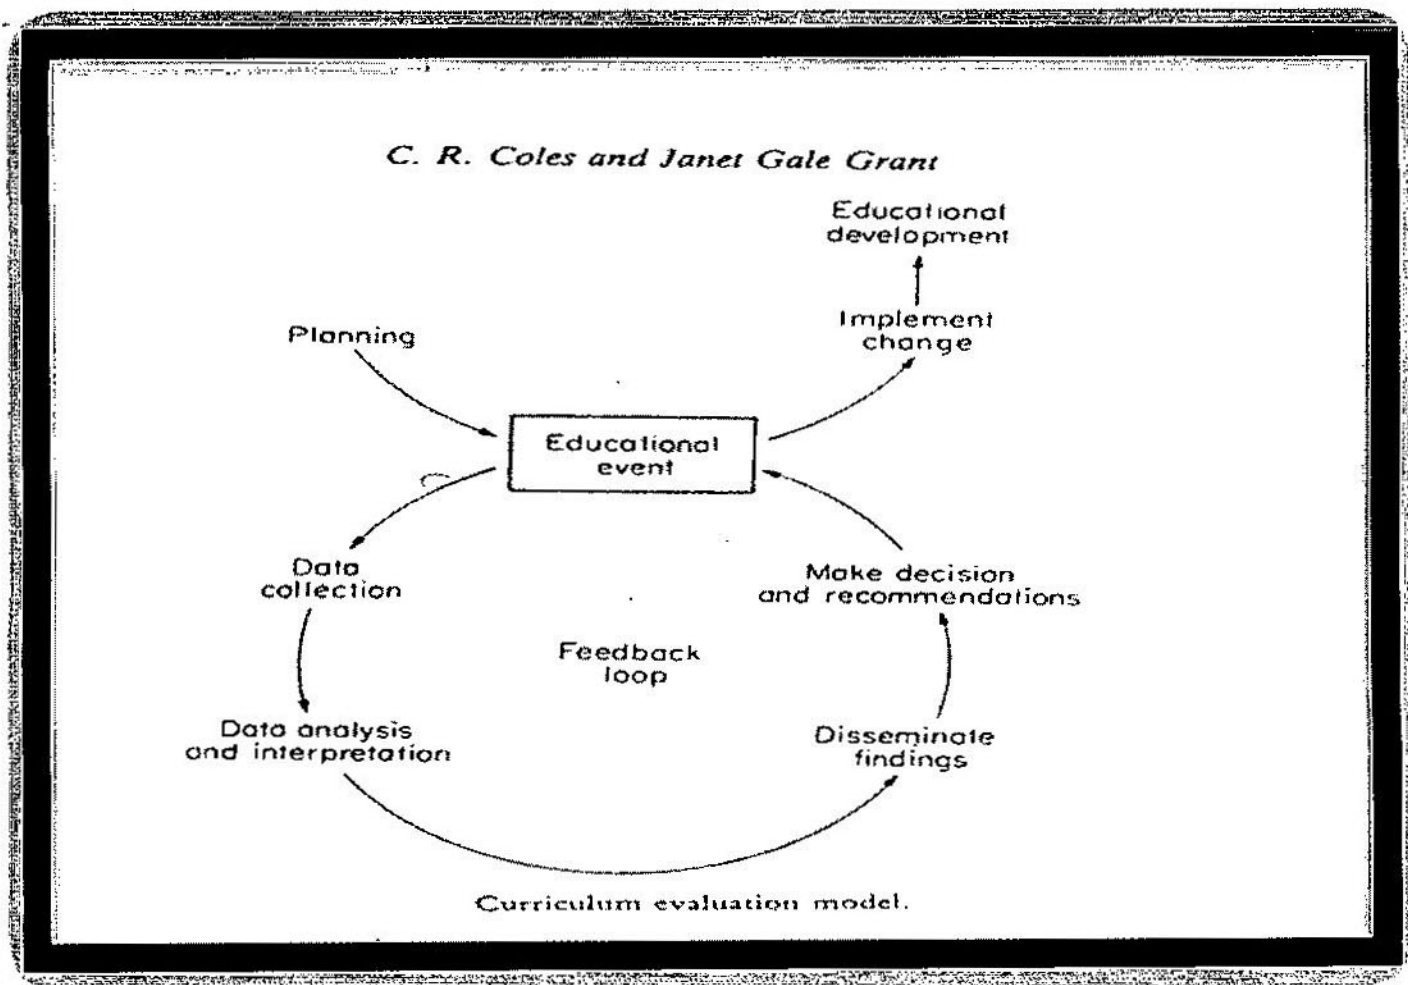 C. R. Coles and Janet Gale Grant
Educational
development
Implement
change
Planning
Educational
event
Data
collection
Make decision
and recommendations
Feedback
loop
Data analysis
and interpretation
Disseminate
findings
Curriculum evaluation model.